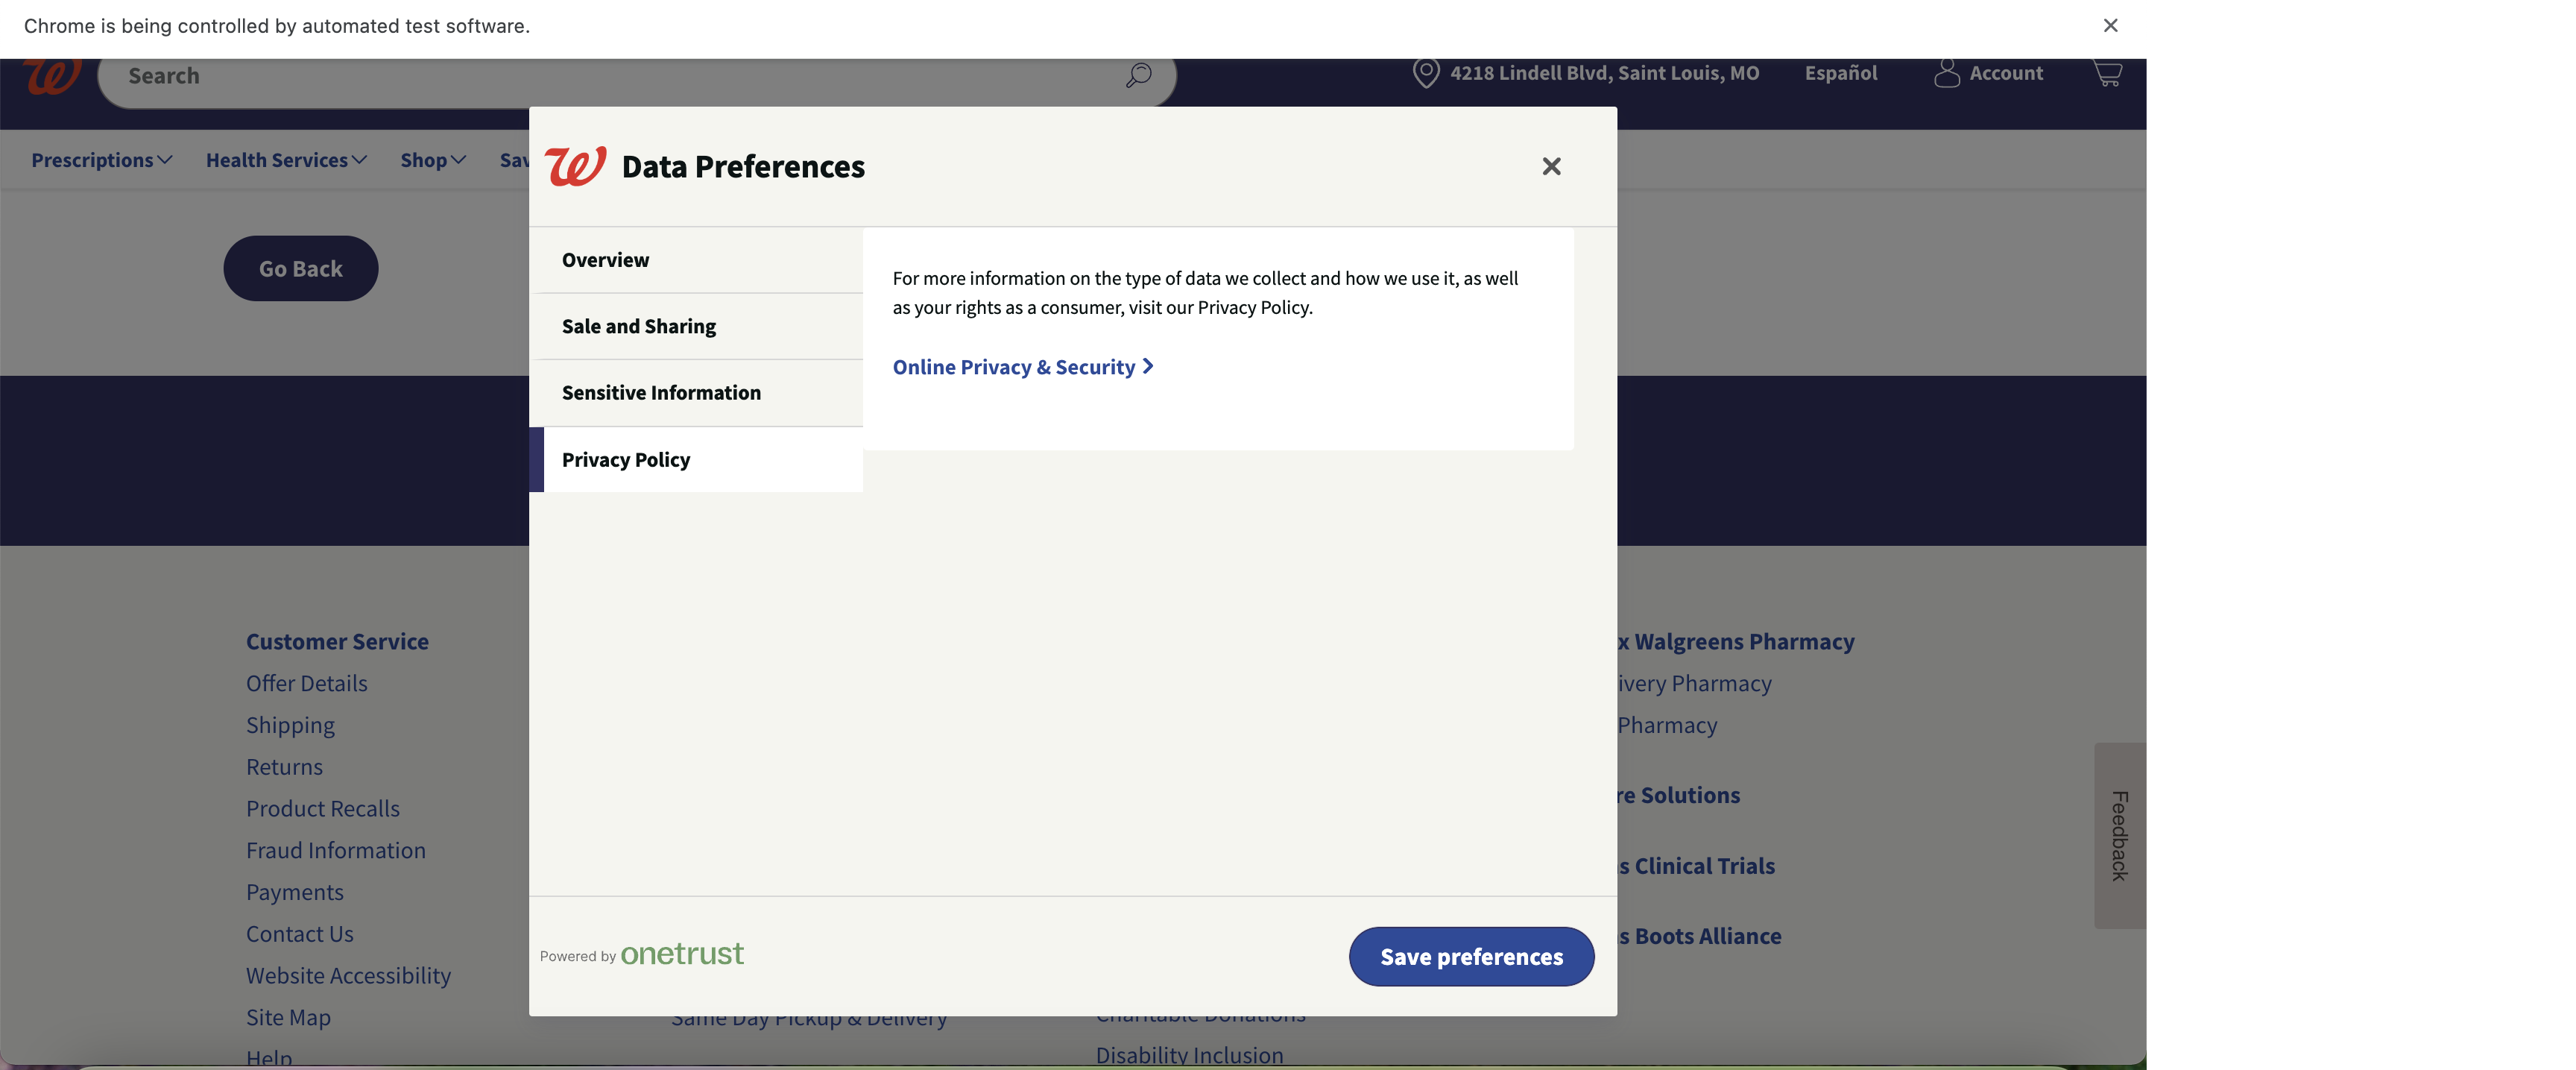 Chrome is being controlled by automated test software.
Search
4218 Lindell Blvd, Saint Louis, MO
Español
Account
Prescriptions
Health Services
Shop
Sav
Go Back
Data Preferences
Overview
Sale and Sharing
Sensitive Information
Privacy Policy
For more information on the type of data we collect and how we use it, as well
as your rights as a consumer, visit our Privacy Policy.
Online Privacy & Security
Powered by onetrust
Save preferences
Customer Service
Offer Details
Shipping
Returns
Product Recalls
Fraud Information
Payments
Contact Us
Website Accessibility
Site Map
Help
Same Day Pickup & Delivery
Charitable Donations
Disability Inclusion
x Walgreens Pharmacy
ivery Pharmacy
Pharmacy
re Solutions
s Clinical Trials
s Boots Alliance
Feedback